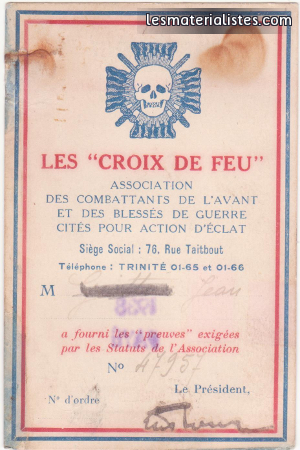 lesmaterialistes.com
LES "CROIX DE FEU"
ASSOCIATION
DES COMBATTANTS DE L'AVANT
ET DES BLESSÉS DE GUERRE
CITÉS POUR ACTION D'ÉCLAT
Siège Social : 76, Rue Taitbout
Téléphone : TRINITÉ 01-65 et 01-66
M Jean
a fourni les "preuves" exigées
par les Statuts de l'Association
No 47957
Le Président,
N° d'ordre